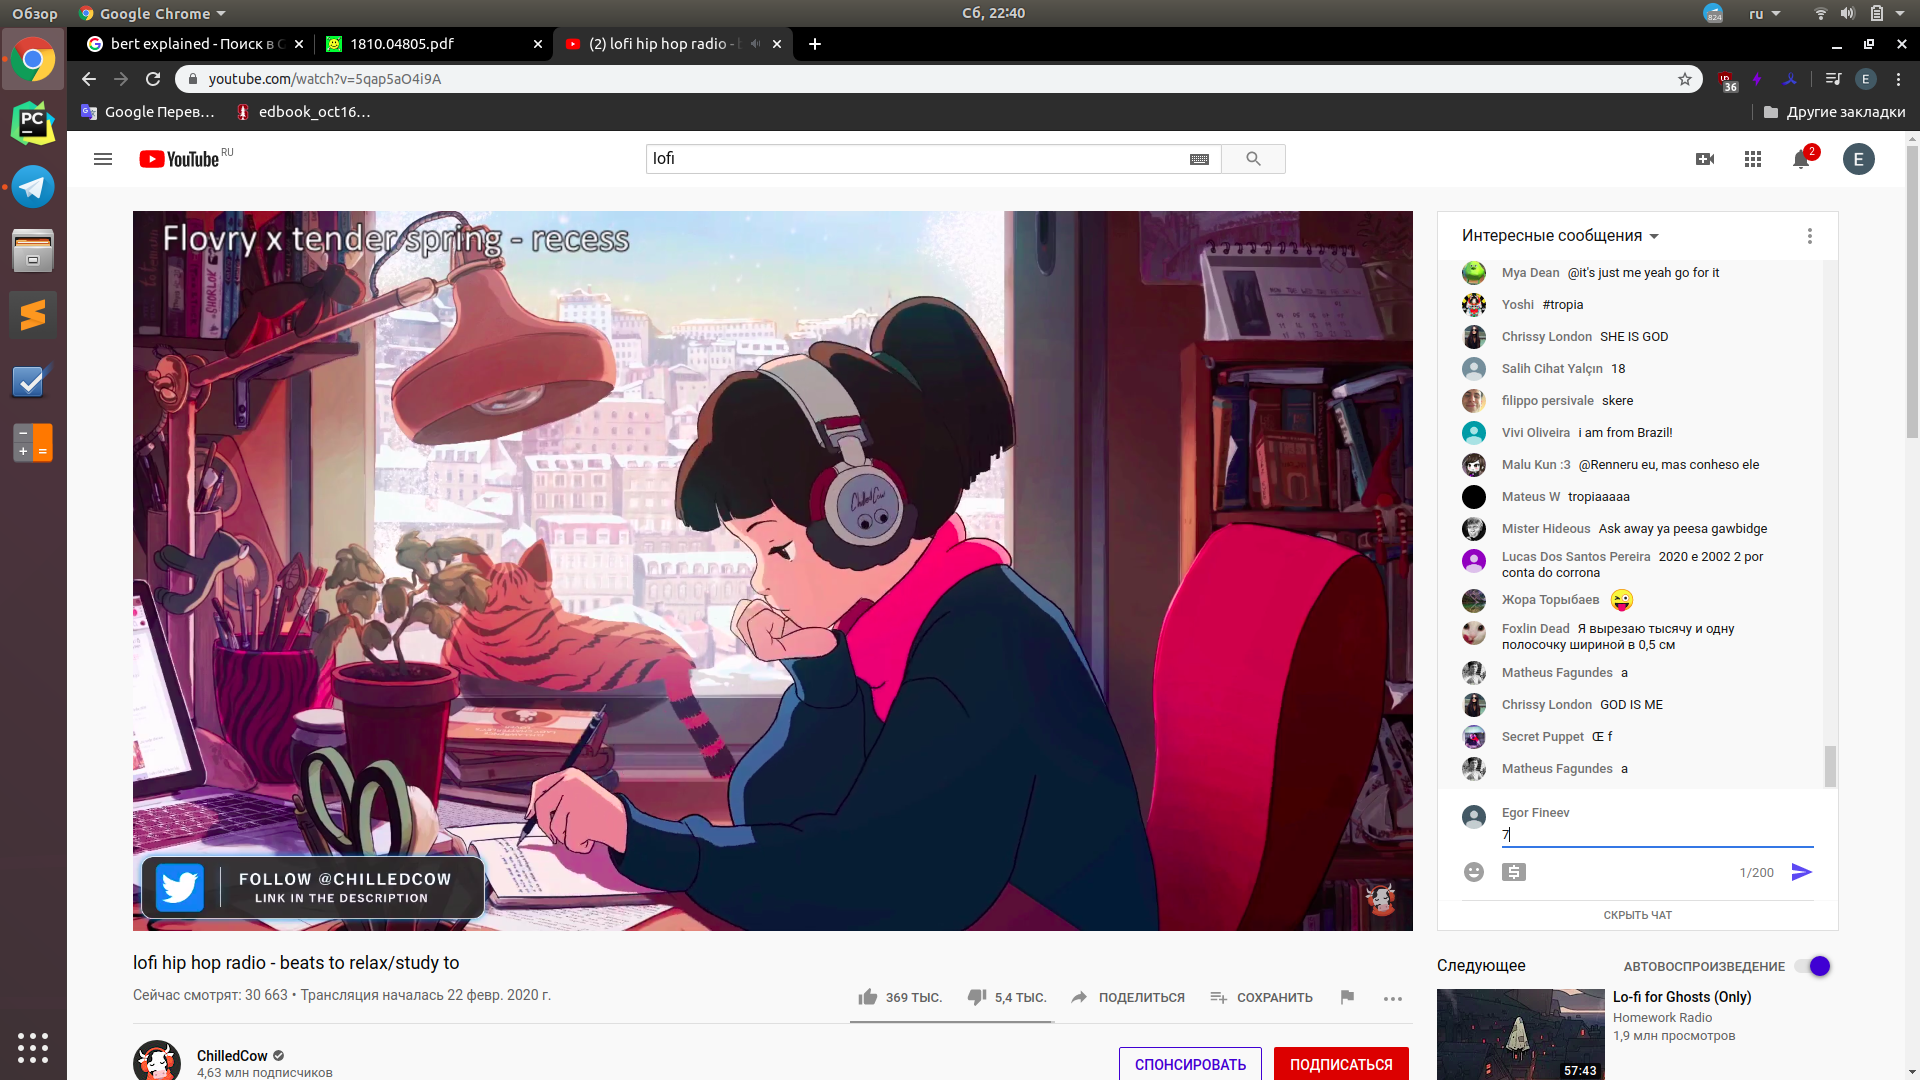 Обзор
Google Chrome
Сб, 22:40
824
ru
bert explained - Поиск в G
1810.04805.pdf
(2) lofi hip hop radio - b
youtube.com/watch?v=5qap5aO4i9A
36
E
Google Перев…
edbook_oct16…
Другие закладки
YouTube RU
lofi
2
E
Flovry x tender spring - recess
ChilledCow
FOLLOW @CHILLEDCOW
LINK IN THE DESCRIPTION
Интересные сообщения
Mya Dean @it's just me yeah go for it
Yoshi #tropia
Chrissy London SHE IS GOD
Salih Cihat Yalçın 18
filippo persivale skere
Vivi Oliveira i am from Brazil!
Malu Kun :3 @Renneru eu, mas conheso ele
Mateus W tropiaaaaa
Mister Hideous Ask away ya peesa gawbidge
Lucas Dos Santos Pereira 2020 e 2002 2 por
conta do corrona
Жора Торыбаев 😜
Foxlin Dead Я вырезаю тысячу и одну
полосочку шириной в 0,5 см
Matheus Fagundes a
Chrissy London GOD IS ME
Secret Puppet Œ f
Matheus Fagundes a
Egor Fineev
7
1/200
СКРЫТЬ ЧАТ
lofi hip hop radio - beats to relax/study to
Сейчас смотрят: 30 663 • Трансляция началась 22 февр. 2020 г.
369 ТЫС.
5,4 ТЫС.
ПОДЕЛИТЬСЯ
СОХРАНИТЬ
ChilledCow
4,63 млн подписчиков
СПОНСИРОВАТЬ
ПОДПИСАТЬСЯ
Следующее
АВТОВОСПРОИЗВЕДЕНИЕ
Lo-fi for Ghosts (Only)
Homework Radio
1,9 млн просмотров
57:43